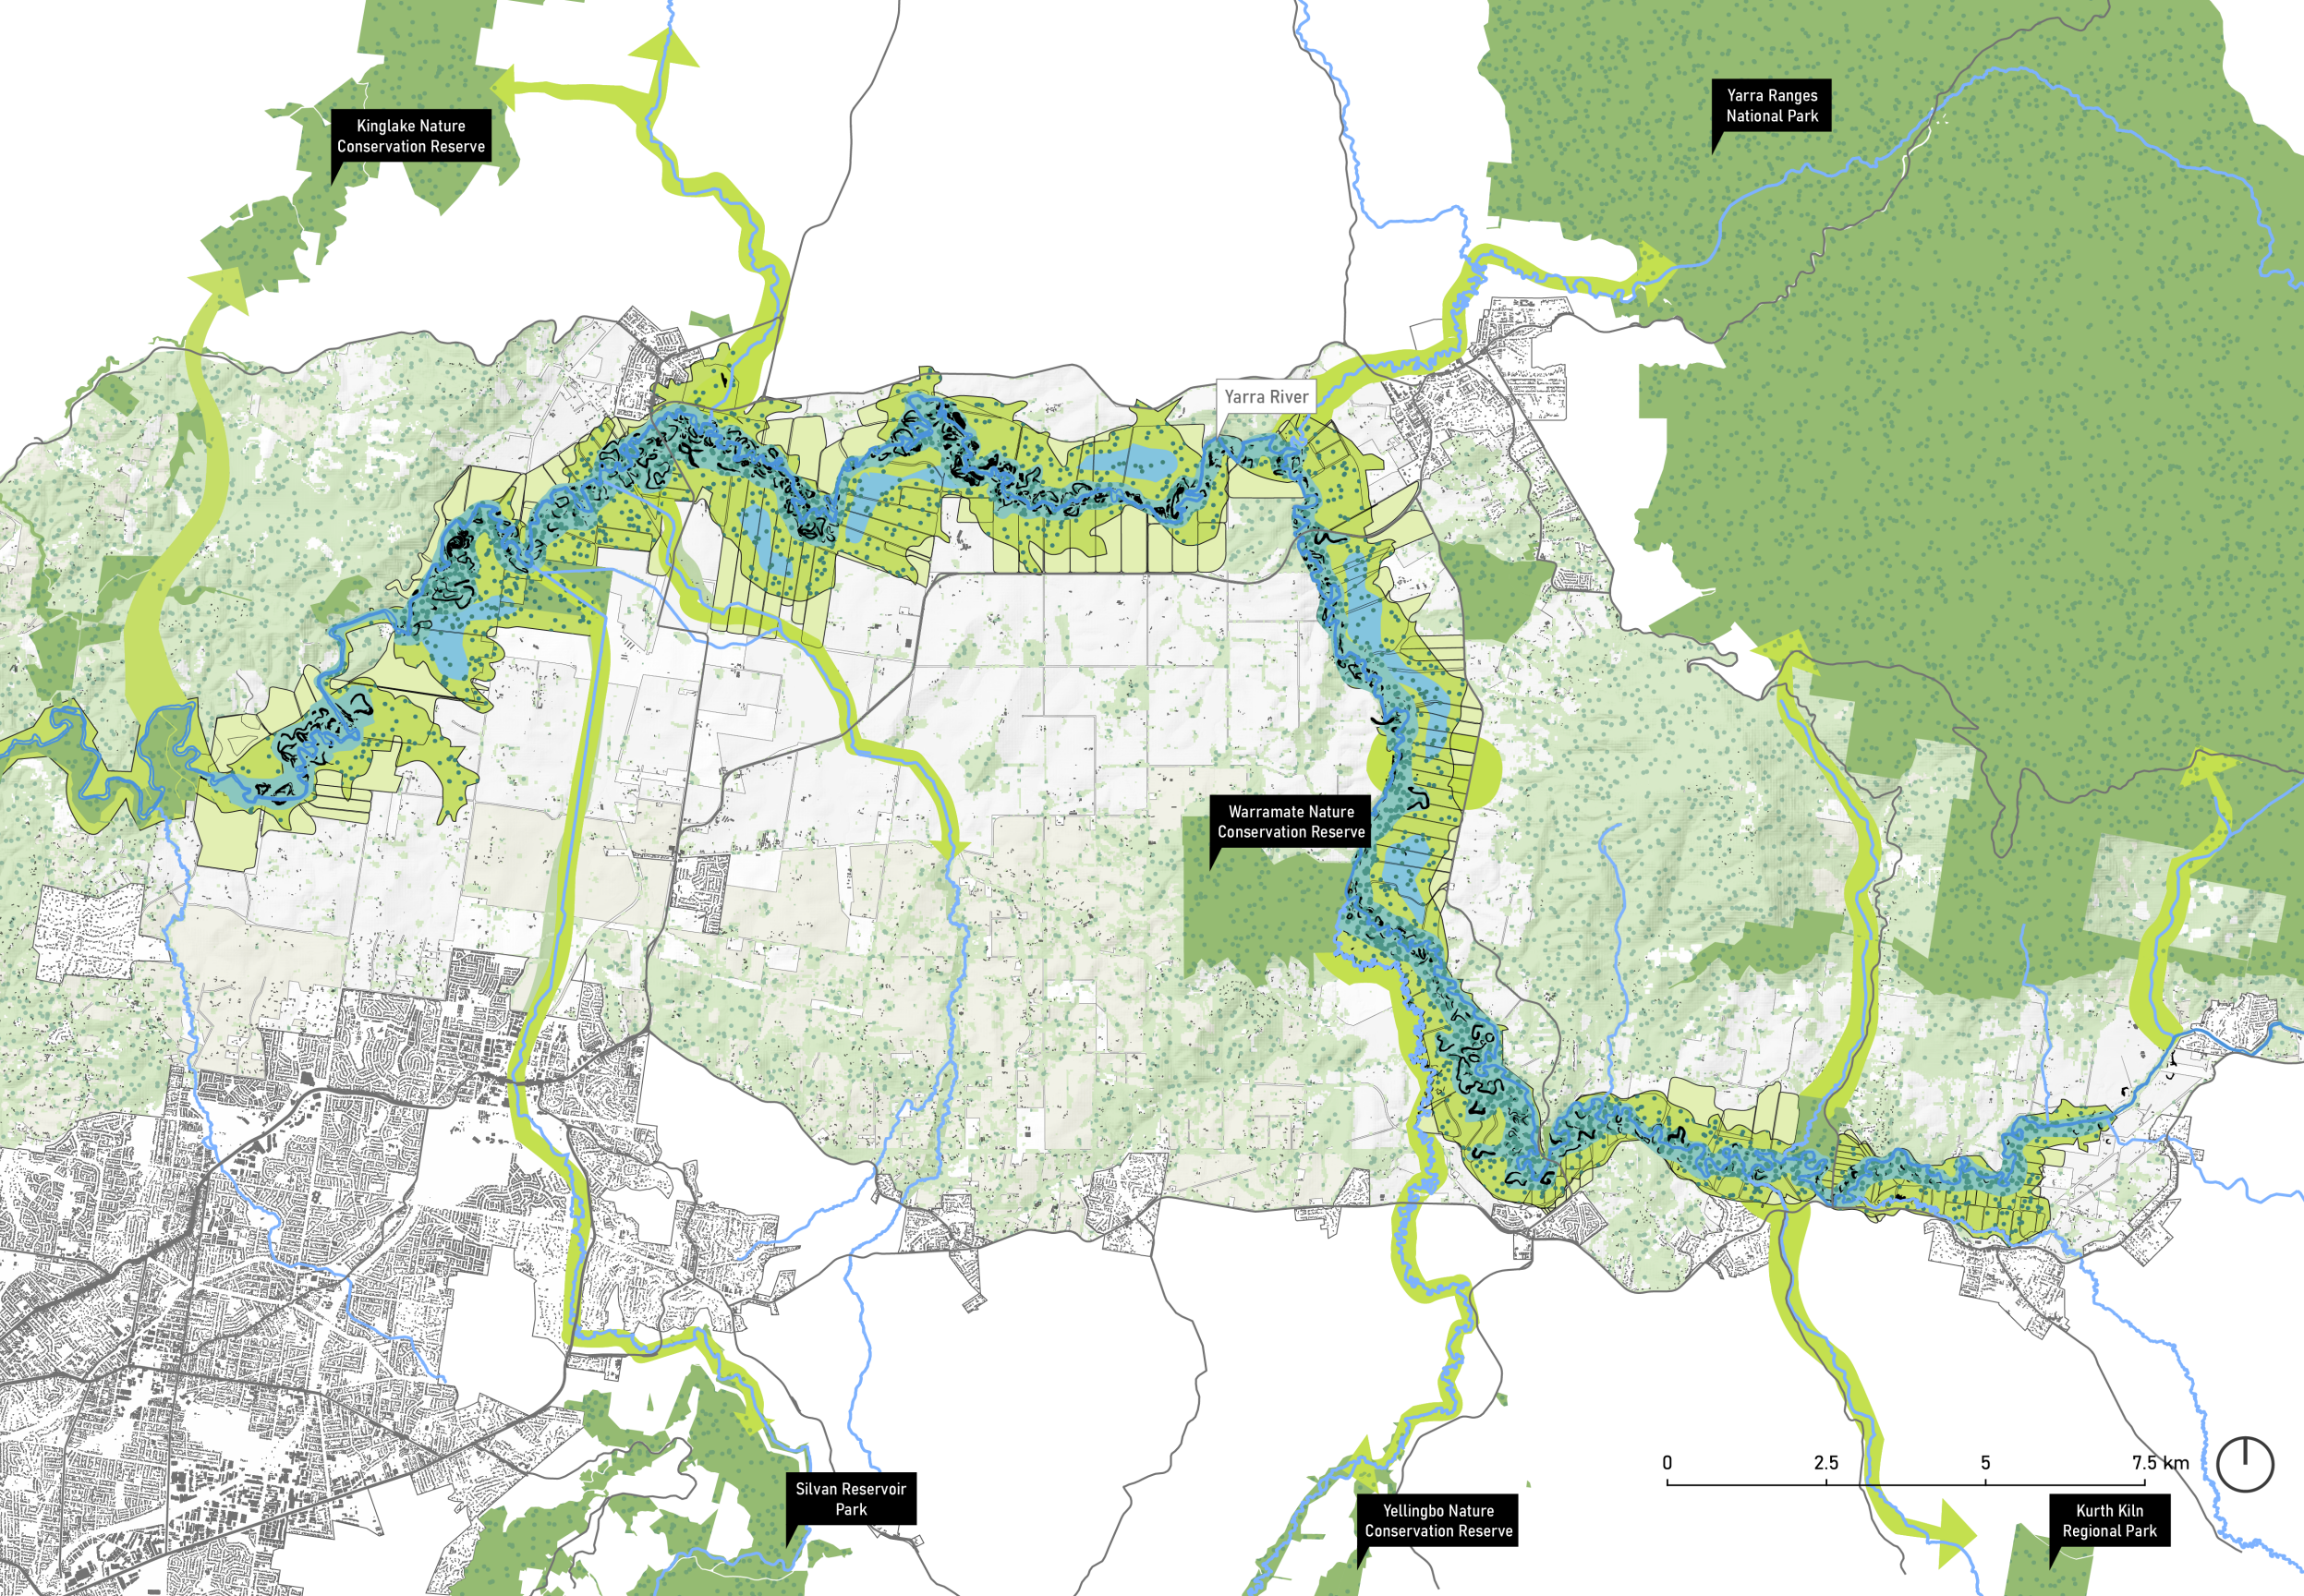 Yarra Ranges
National Park
Kinglake Nature
Conservation Reserve
Yarra River
Warramate Nature
Conservation Reserve
0 2.5 5 7.5 km
Silvan Reservoir
Park
Yellingbo Nature
Conservation Reserve
Kurth Kiln
Regional Park